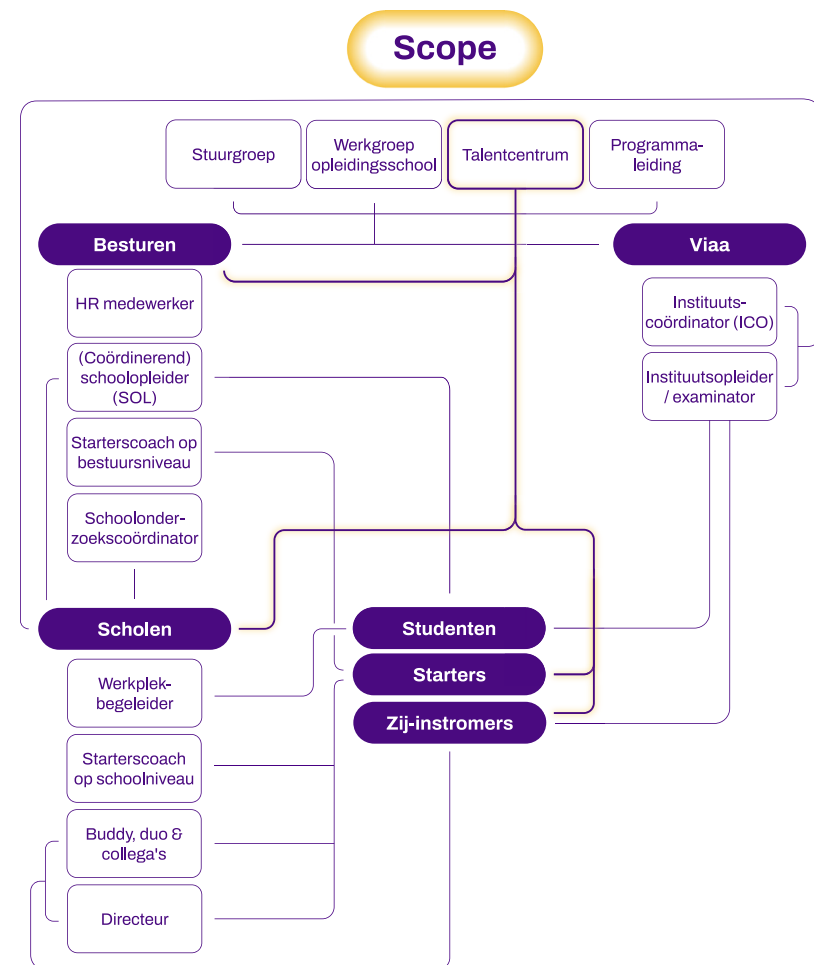 Scope
Stuurgroep
Werkgroep
opleidingsschool
Talentcentrum
Programma-
leiding
Besturen
Viaa
HR medewerker
Instituuts-
coördinator (ICO)
(Coördinerend)
schoolopleider
(SOL)
Instituutsopleider
/ examinator
Starterscoach op
bestuursniveau
Schoolonder-
zoekscoördinator
Scholen
Studenten
Starters
Zij-instromers
Werkplek-
begeleider
Starterscoach
op schoolniveau
Buddy, duo &
collega's
Directeur